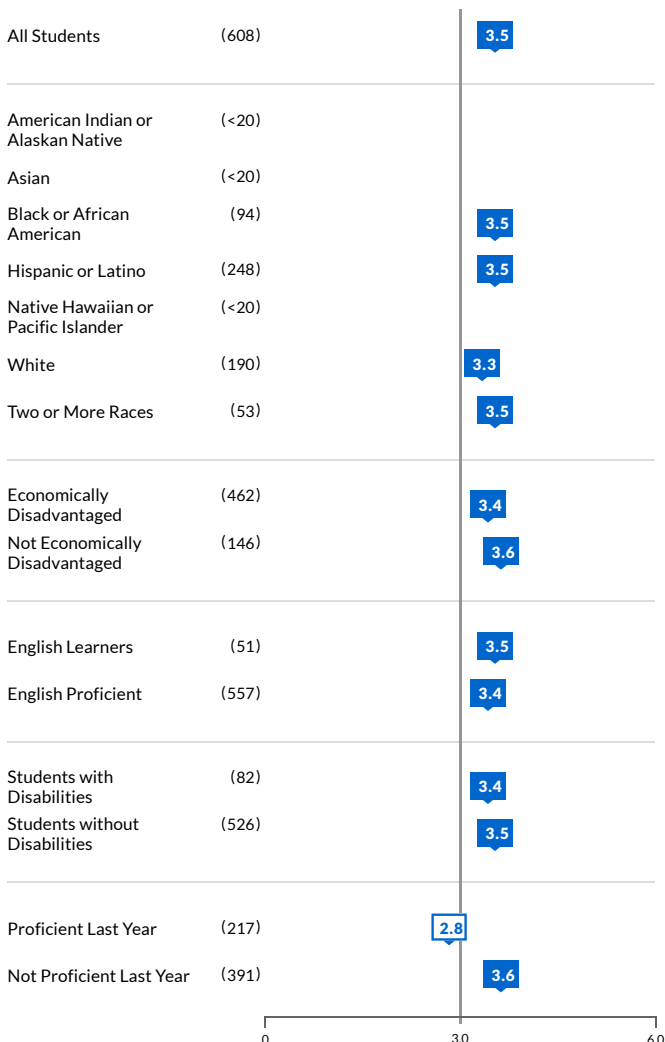 All Students (608) 3.5
American Indian or (<20)
Alaskan Native
Asian (<20)
Black or African (94) 3.5
American
Hispanic or Latino (248) 3.5
Native Hawaiian or (<20)
Pacific Islander
White (190) 3.3
Two or More Races (53) 3.5
Economically (462) 3.4
Disadvantaged
Not Economically (146) 3.6
Disadvantaged
English Learners (51) 3.5
English Proficient (557) 3.4
Students with (82) 3.4
Disabilities
Students without (526) 3.5
Disabilities
Proficient Last Year (217) 2.8
Not Proficient Last Year (391) 3.6
0 3.0 6.0